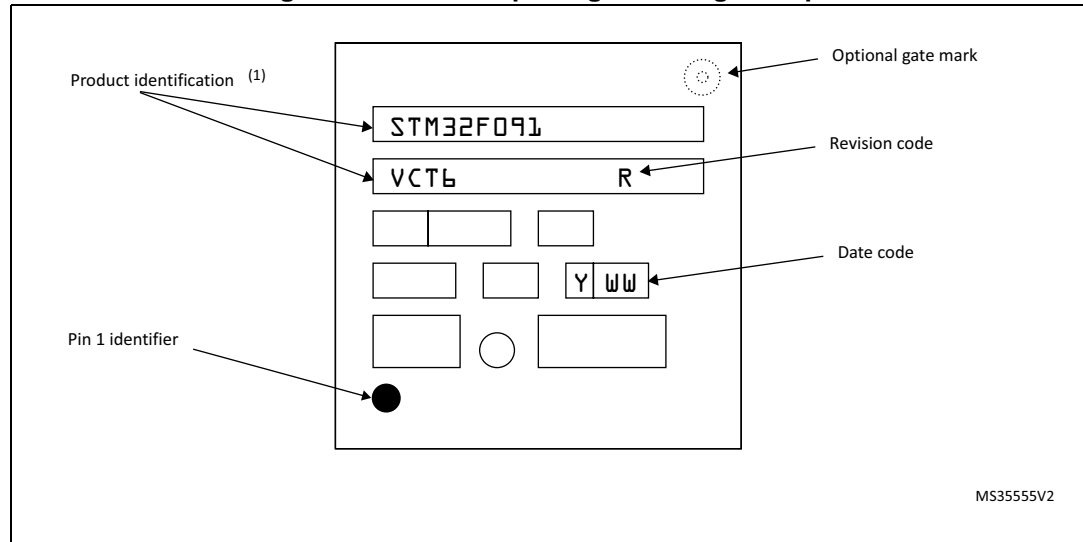 Optional gate mark
Product identification (1)
STM32F091
Revision code
VCT6 R
Date code
Y WW
Pin 1 identifier
MS35555V2